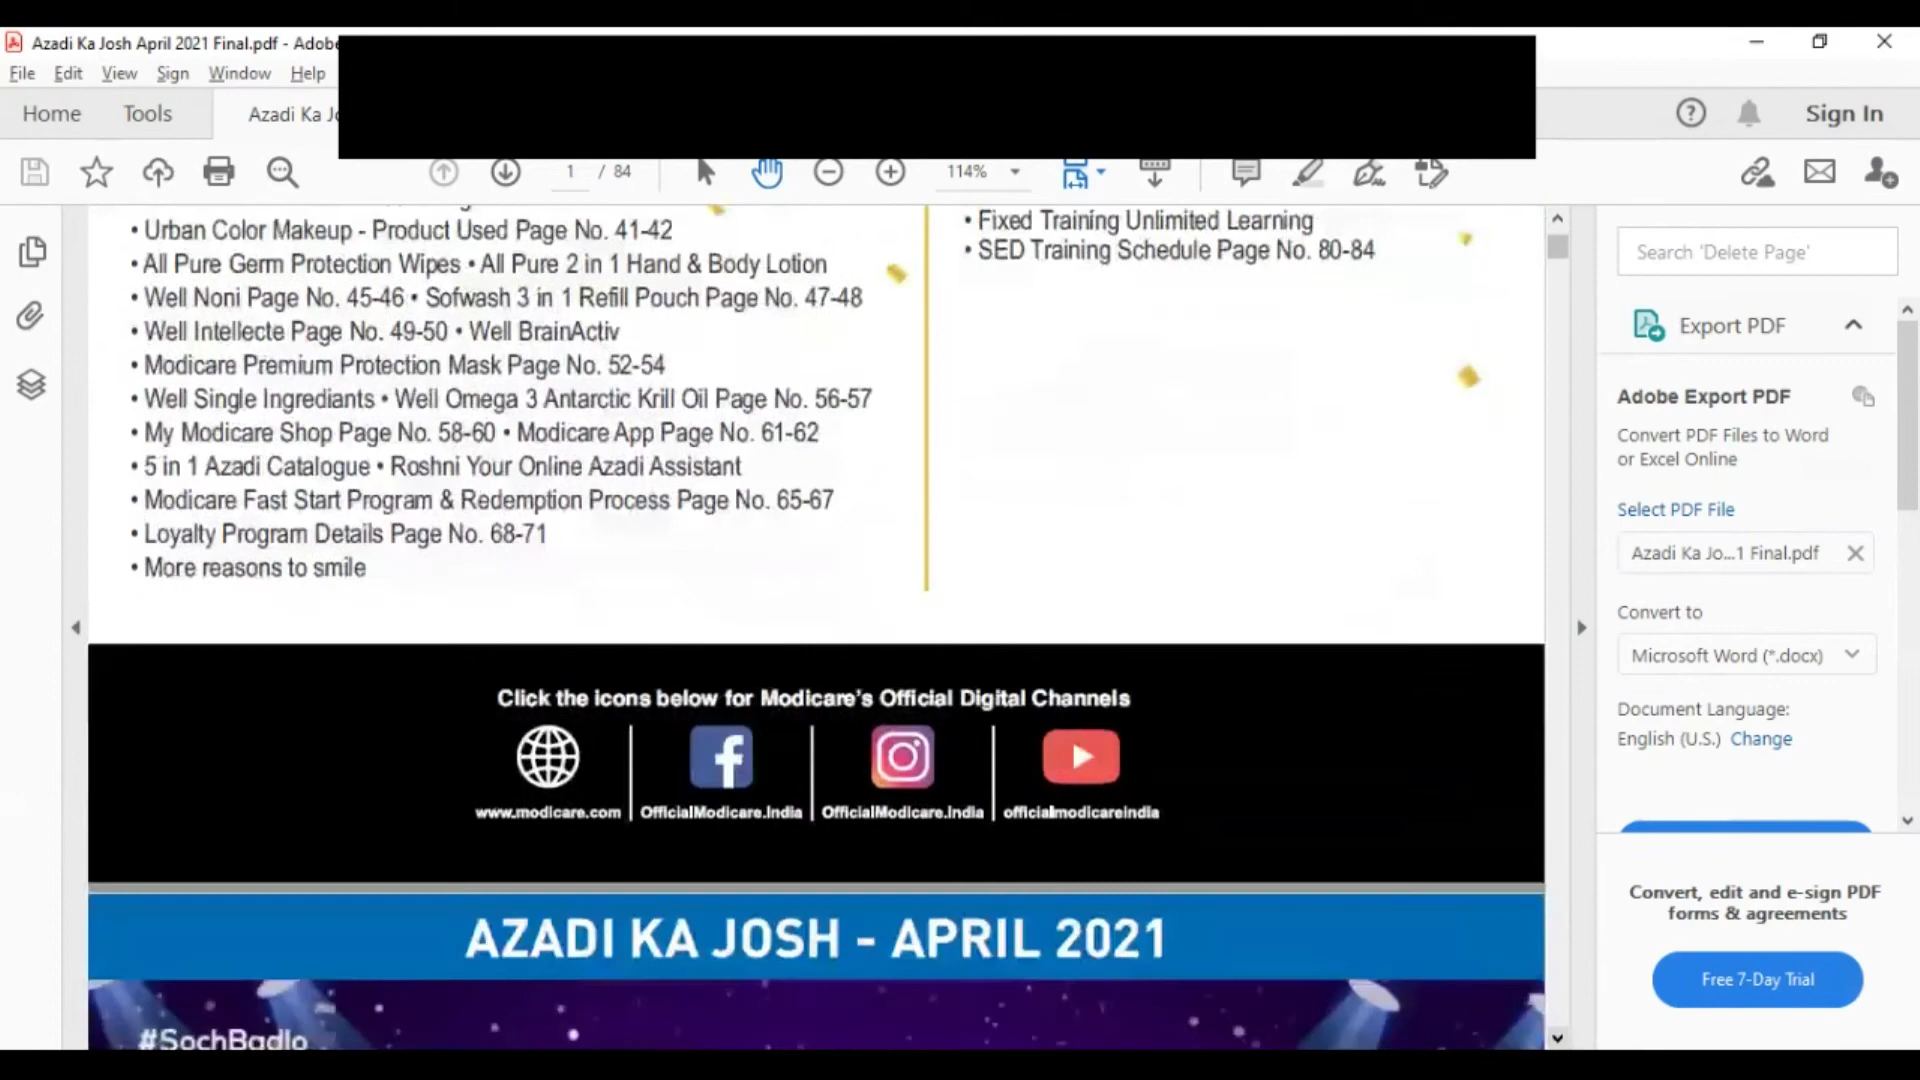 Azadi Ka Josh April 2021 Final.pdf - Adobe
File Edit View Sign Window Help
Home Tools Azadi Ka Jo
Sign In
1 / 84 114%
• Urban Color Makeup - Product Used Page No. 41-42
• All Pure Germ Protection Wipes • All Pure 2 in 1 Hand & Body Lotion
• Well Noni Page No. 45-46 • Sofwash 3 in 1 Refill Pouch Page No. 47-48
• Well Intellecte Page No. 49-50 • Well BrainActiv
• Modicare Premium Protection Mask Page No. 52-54
• Well Single Ingrediants • Well Omega 3 Antarctic Krill Oil Page No. 56-57
• My Modicare Shop Page No. 58-60 • Modicare App Page No. 61-62
• 5 in 1 Azadi Catalogue • Roshni Your Online Azadi Assistant
• Modicare Fast Start Program & Redemption Process Page No. 65-67
• Loyalty Program Details Page No. 68-71
• More reasons to smile
• Fixed Training Unlimited Learning
• SED Training Schedule Page No. 80-84
Click the icons below for Modicare's Official Digital Channels
www.modicare.com OfficialModicare.India OfficialModicare.India officialmodicareindia
AZADI KA JOSH - APRIL 2021
#SochBadlo
Search 'Delete Page'
Export PDF
Adobe Export PDF
Convert PDF Files to Word
or Excel Online
Select PDF File
Azadi Ka Jo...1 Final.pdf
Convert to
Microsoft Word (*.docx)
Document Language:
English (U.S.) Change
Convert, edit and e-sign PDF
forms & agreements
Free 7-Day Trial